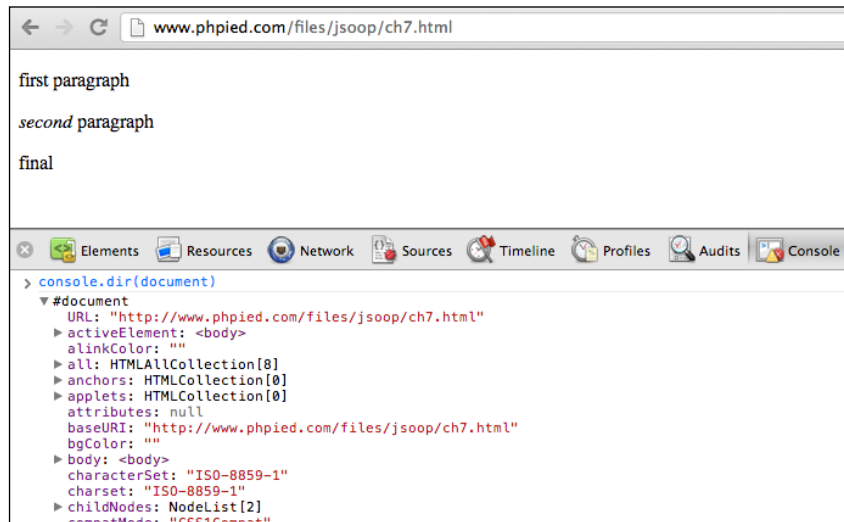 www.phpied.com/files/jsoop/ch7.html
first paragraph
second paragraph
final
Elements Resources Network Sources Timeline Profiles Audits Console
console.dir(document)
#document
URL: "http://www.phpied.com/files/jsoop/ch7.html"
activeElement: <body>
alinkColor: ""
all: HTMLAllCollection[8]
anchors: HTMLCollection[0]
applets: HTMLCollection[0]
attributes: null
baseURI: "http://www.phpied.com/files/jsoop/ch7.html"
bgColor: ""
body: <body>
characterSet: "ISO-8859-1"
charset: "ISO-8859-1"
childNodes: NodeList[2]
compatMode: "CSS1Compat"